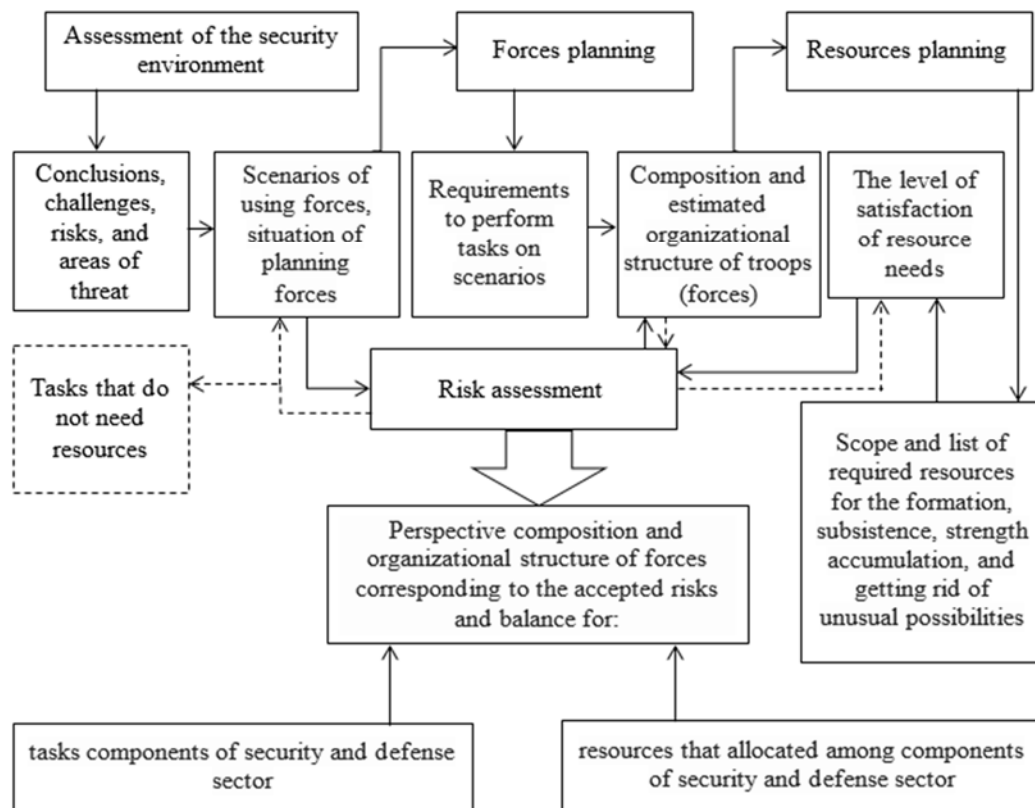 Assessment of the security
environment
Forces planning
Resources planning
Conclusions,
challenges,
risks, and
areas of
threat
Scenarios of
using forces,
situation of
planning
forces
Requirements
to perform
tasks on
scenarios
Composition and
estimated
organizational
structure of troops
(forces)
The level of
satisfaction
of resource
needs
Tasks that do
not need
resources
Risk assessment
Scope and list of
required resources
for the formation,
subsistence, strength
accumulation, and
getting rid of
unusual possibilities
Perspective composition and
organizational structure of forces
corresponding to the accepted risks
and balance for:
tasks components of security and defense
sector
resources that allocated among components
of security and defense sector